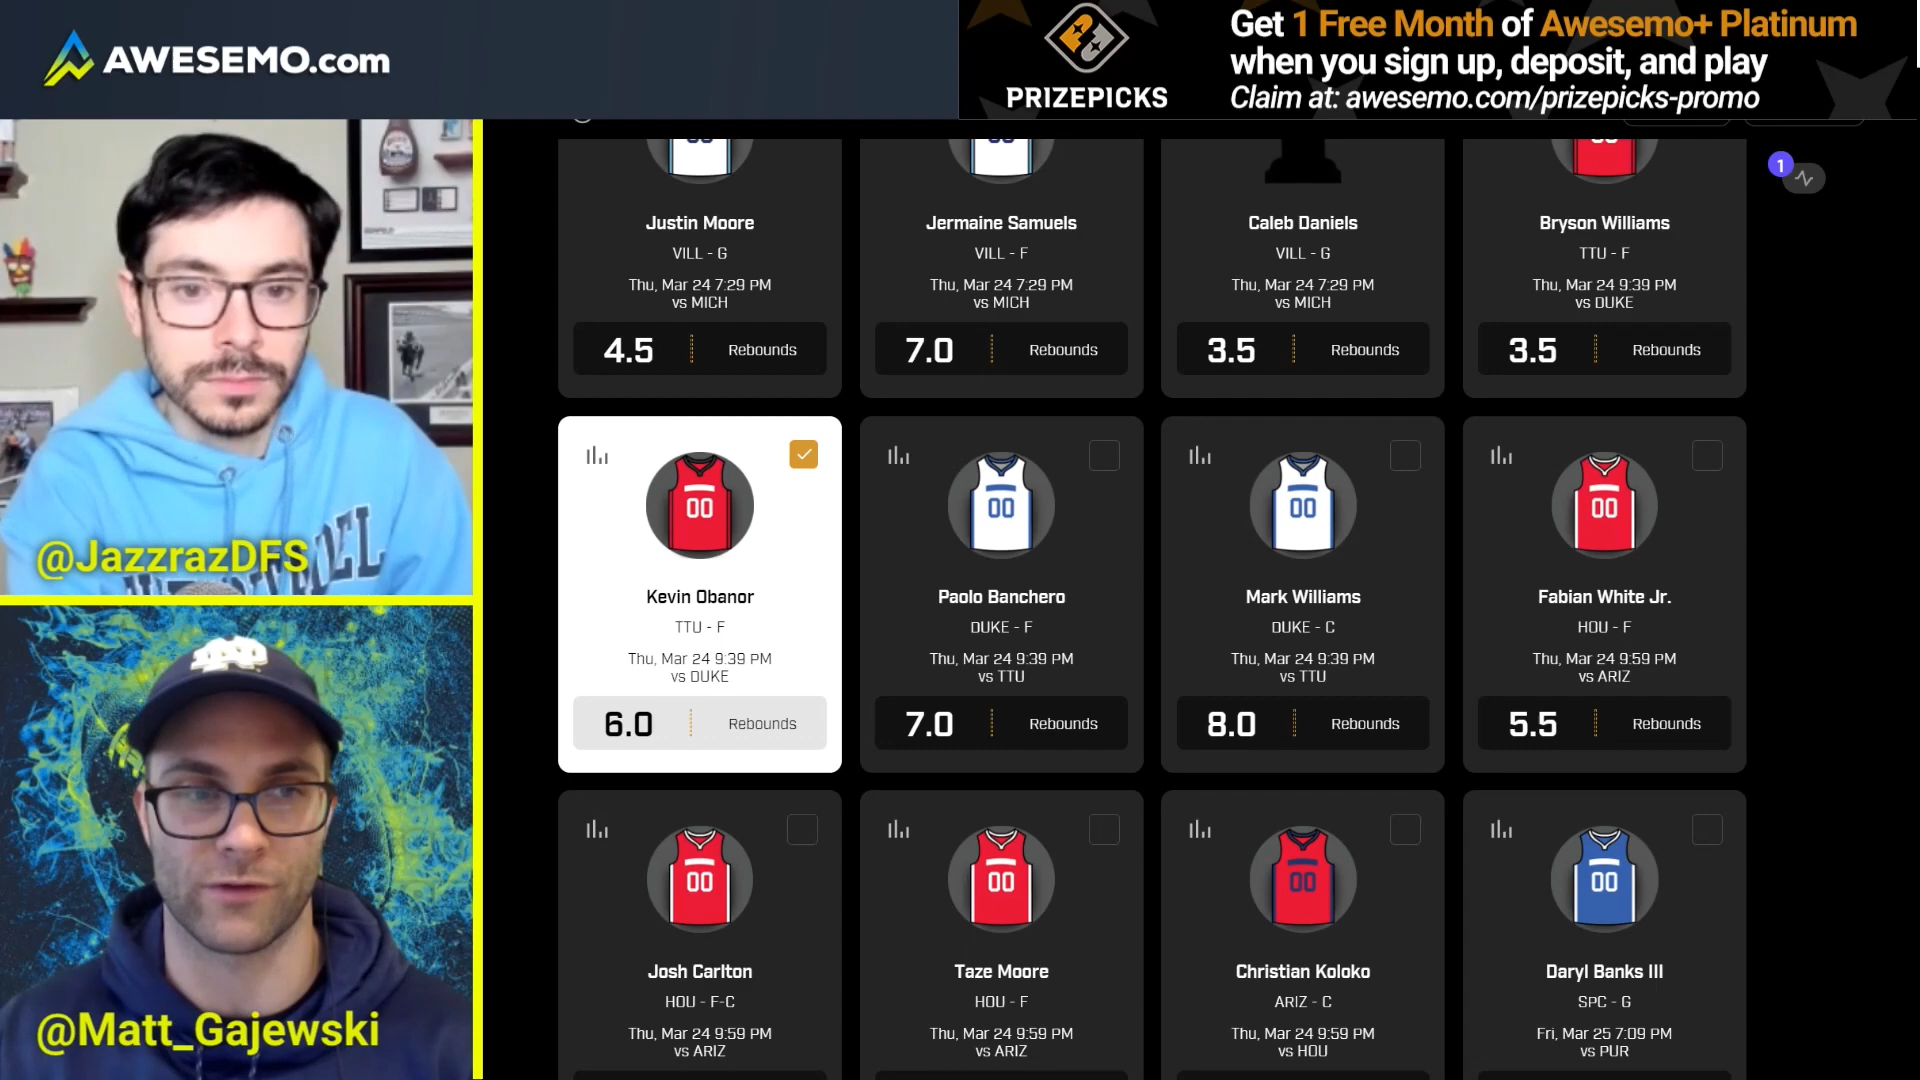 AWESEMO.com
PRIZEPICKS
Get 1 Free Month of Awesemo+ Platinum
when you sign up, deposit, and play
Claim at: awesemo.com/prizepicks-promo
1
Justin Moore
VILL - G
Thu, Mar 24 7:29 PM
vs MICH
4.5 Rebounds
Jermaine Samuels
VILL - F
Thu, Mar 24 7:29 PM
vs MICH
7.0 Rebounds
Caleb Daniels
VILL - G
Thu, Mar 24 7:29 PM
vs MICH
3.5 Rebounds
Bryson Williams
TTU - F
Thu, Mar 24 9:39 PM
vs DUKE
3.5 Rebounds
00
Kevin Obanor
TTU - F
Thu, Mar 24 9:39 PM
vs DUKE
6.0 Rebounds
00
Paolo Banchero
DUKE - F
Thu, Mar 24 9:39 PM
vs TTU
7.0 Rebounds
00
Mark Williams
DUKE - C
Thu, Mar 24 9:39 PM
vs TTU
8.0 Rebounds
00
Fabian White Jr.
HOU - F
Thu, Mar 24 9:59 PM
vs ARIZ
5.5 Rebounds
00
Josh Carlton
HOU - F-C
Thu, Mar 24 9:59 PM
vs ARIZ
00
Taze Moore
HOU - F
Thu, Mar 24 9:59 PM
vs ARIZ
00
Christian Koloko
ARIZ - C
Thu, Mar 24 9:59 PM
vs HOU
00
Daryl Banks III
SPC - G
Fri, Mar 25 7:09 PM
vs PUR
@JazzrazDFS
@Matt_Gajewski